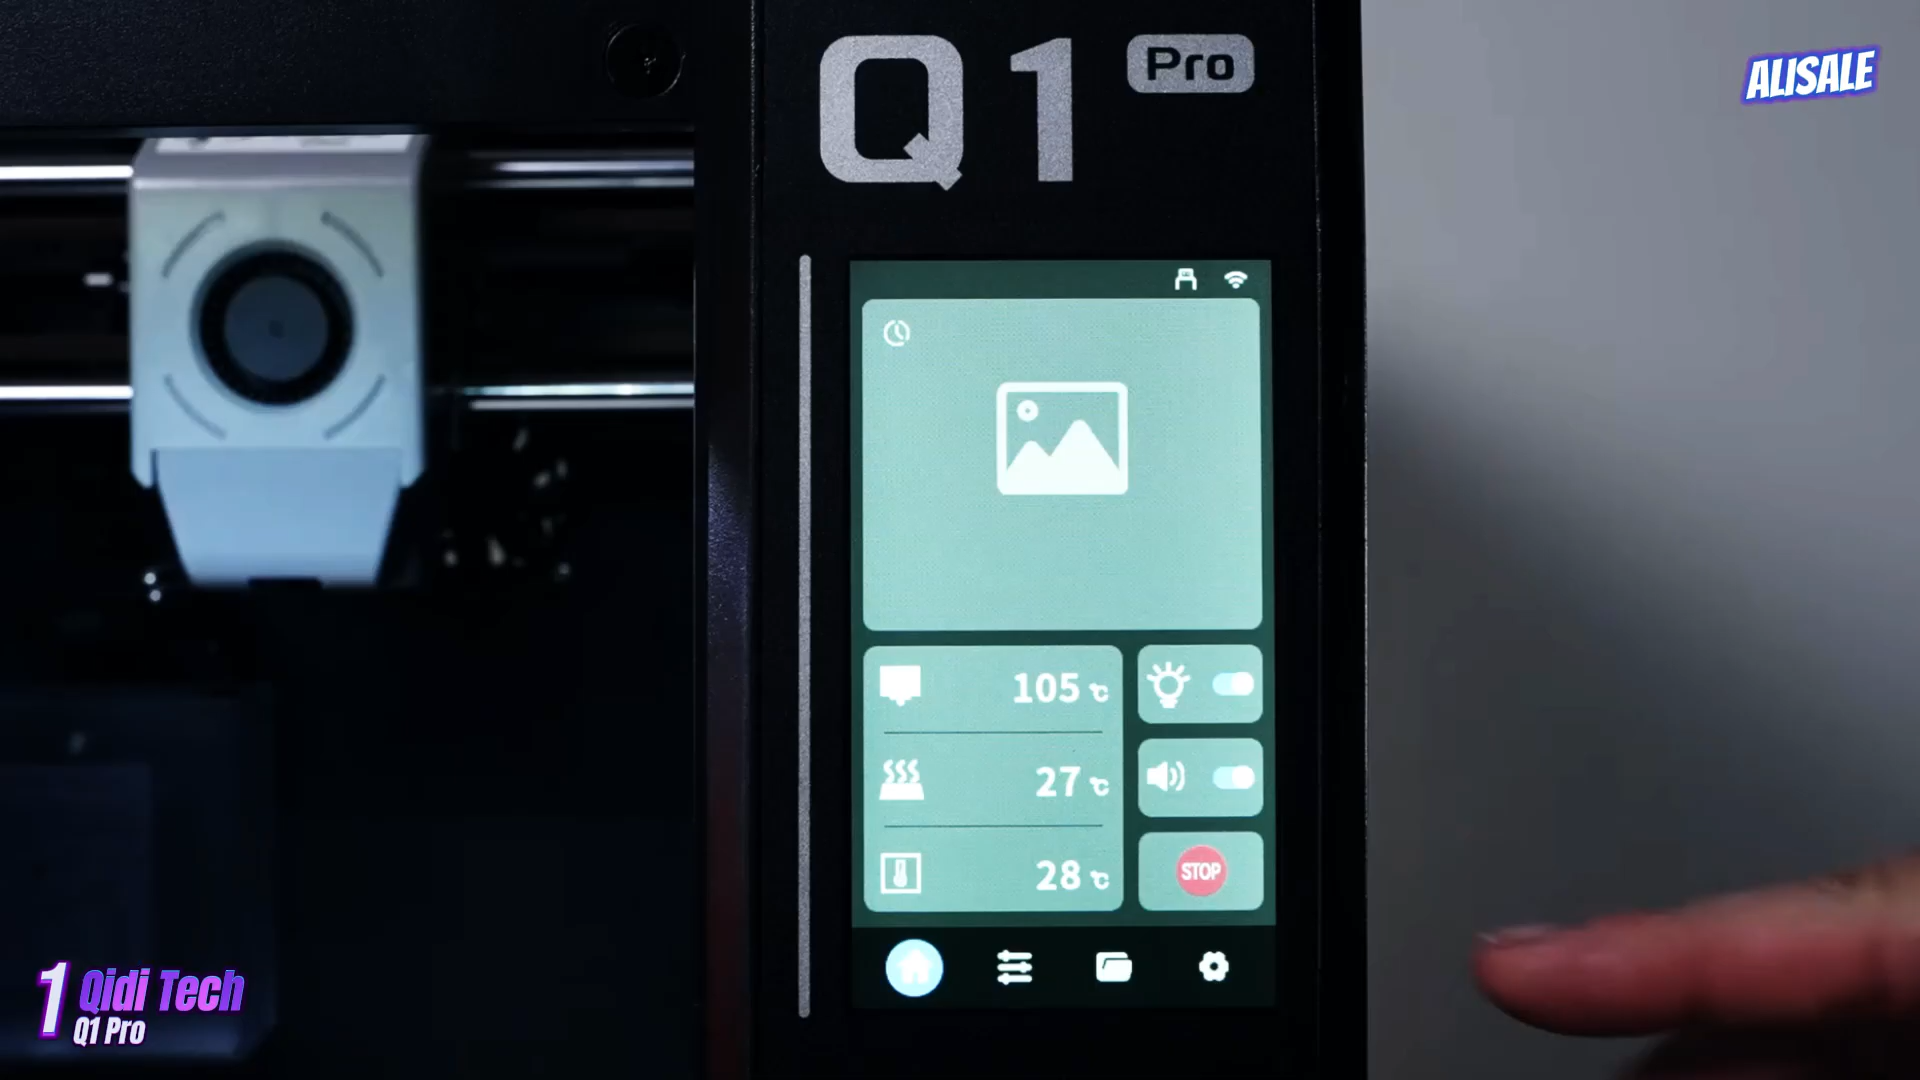 Q1 Pro
ALISALE
105 ℃
27 ℃
28 ℃
STOP
1 Qidi Tech
Q1 Pro